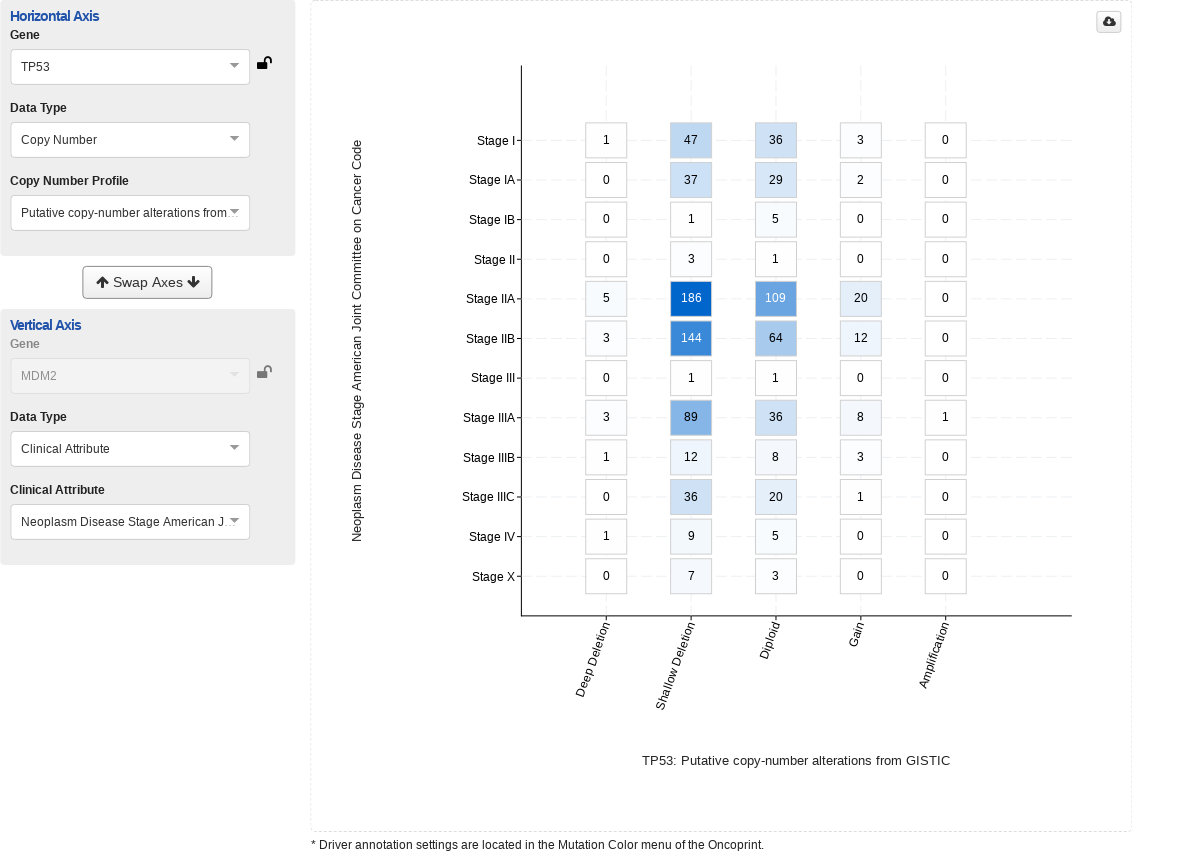 Horizontal Axis
Gene
TP53
Data Type
Copy Number
Copy Number Profile
Putative copy-number alterations from...
Swap Axes
Vertical Axis
Gene
MDM2
Data Type
Clinical Attribute
Clinical Attribute
Neoplasm Disease Stage American J...
Neoplasm Disease Stage American Joint Committee on Cancer Code
Stage I 1 47 36 3 0
Stage IA 0 37 29 2 0
Stage IB 0 1 5 0 0
Stage II 0 3 1 0 0
Stage IIA 5 186 109 20 0
Stage IIB 3 144 64 12 0
Stage III 0 1 1 0 0
Stage IIIA 3 89 36 8 1
Stage IIIB 1 12 8 3 0
Stage IIIC 0 36 20 1 0
Stage IV 1 9 5 0 0
Stage X 0 7 3 0 0
Deep Deletion
Shallow Deletion
Diploid
Gain
Amplification
TP53: Putative copy-number alterations from GISTIC
* Driver annotation settings are located in the Mutation Color menu of the Oncoprint.